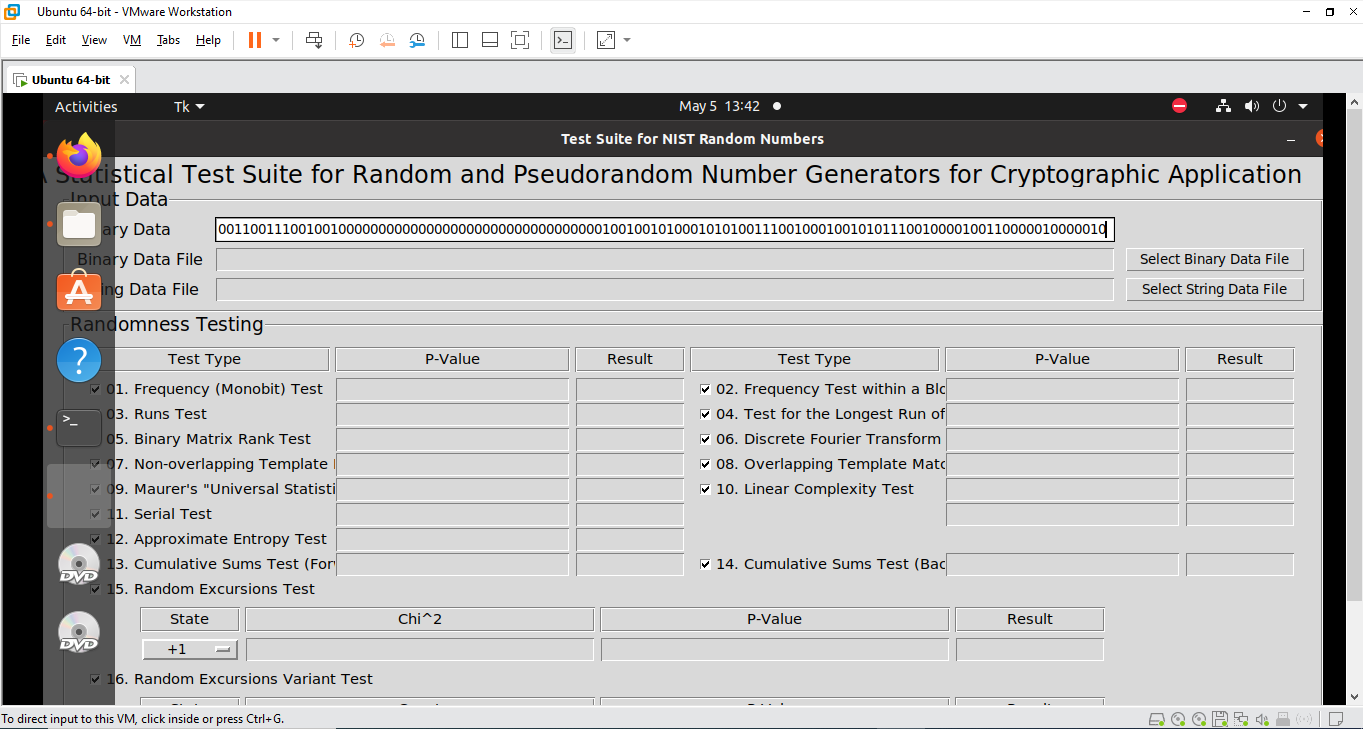 Ubuntu 64-bit - VMware Workstation
File Edit View VM Tabs Help
Ubuntu 64-bit
Activities Tk May 5 13:42
Test Suite for NIST Random Numbers
Statistical Test Suite for Random and Pseudorandom Number Generators for Cryptographic Application
Input Data
ary Data
Binary Data File Select Binary Data File
ng Data File Select String Data File
Randomness Testing
Test Type P-Value Result Test Type P-Value Result
01. Frequency (Monobit) Test 02. Frequency Test within a Blo
03. Runs Test 04. Test for the Longest Run of
05. Binary Matrix Rank Test 06. Discrete Fourier Transform
07. Non-overlapping Template 08. Overlapping Template Matc
09. Maurer's "Universal Statisti 10. Linear Complexity Test
11. Serial Test
12. Approximate Entropy Test
13. Cumulative Sums Test (For 14. Cumulative Sums Test (Bac
15. Random Excursions Test
State Chi^2 P-Value Result
+1
16. Random Excursions Variant Test
To direct input to this VM, click inside or press Ctrl+G.